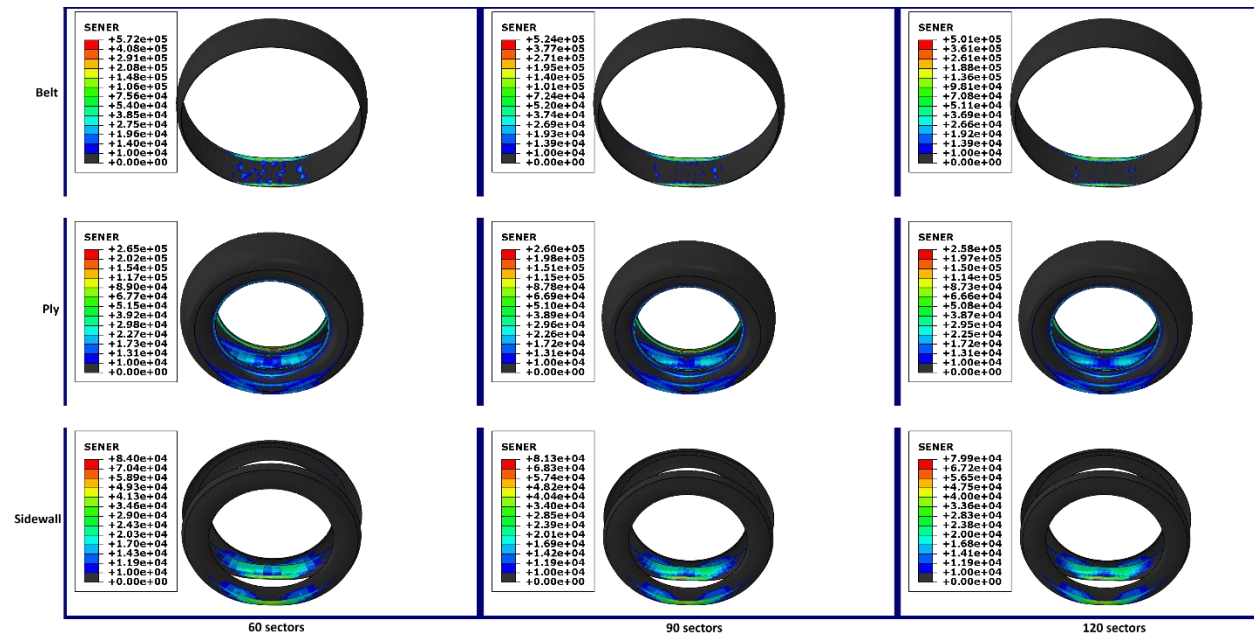 SENER
+5.72e+05
+4.08e+05
+2.91e+05
+2.08e+05
+1.48e+05
+1.06e+05
+7.56e+04
+5.40e+04
+3.85e+04
+2.75e+04
+1.96e+04
+1.40e+04
+1.00e+04
+0.00e+00
SENER
+5.24e+05
+3.77e+05
+2.71e+05
+1.95e+05
+1.40e+05
+1.01e+05
+7.24e+04
+5.20e+04
+3.74e+04
+2.69e+04
+1.93e+04
+1.39e+04
+1.00e+04
+0.00e+00
SENER
+5.01e+05
+3.61e+05
+2.61e+05
+1.88e+05
+1.36e+05
+9.81e+04
+7.08e+04
+5.11e+04
+3.69e+04
+2.66e+04
+1.92e+04
+1.39e+04
+1.00e+04
+0.00e+00
Belt
SENER
+2.65e+05
+2.02e+05
+1.54e+05
+1.17e+05
+8.90e+04
+6.77e+04
+5.15e+04
+3.92e+04
+2.98e+04
+2.27e+04
+1.73e+04
+1.31e+04
+1.00e+04
+0.00e+00
SENER
+2.60e+05
+1.98e+05
+1.51e+05
+1.15e+05
+8.78e+04
+6.69e+04
+5.10e+04
+3.89e+04
+2.96e+04
+2.26e+04
+1.72e+04
+1.31e+04
+1.00e+04
+0.00e+00
SENER
+2.58e+05
+1.97e+05
+1.50e+05
+1.14e+05
+8.73e+04
+6.66e+04
+5.08e+04
+3.87e+04
+2.95e+04
+2.25e+04
+1.72e+04
+1.31e+04
+1.00e+04
+0.00e+00
Ply
SENER
+8.40e+04
+7.04e+04
+5.89e+04
+4.93e+04
+4.13e+04
+3.46e+04
+2.90e+04
+2.43e+04
+2.03e+04
+1.70e+04
+1.43e+04
+1.19e+04
+1.00e+04
+0.00e+00
SENER
+8.13e+04
+6.83e+04
+5.74e+04
+4.82e+04
+4.04e+04
+3.40e+04
+2.85e+04
+2.39e+04
+2.01e+04
+1.69e+04
+1.42e+04
+1.19e+04
+1.00e+04
+0.00e+00
SENER
+7.99e+04
+6.72e+04
+5.65e+04
+4.75e+04
+4.00e+04
+3.36e+04
+2.83e+04
+2.38e+04
+2.00e+04
+1.68e+04
+1.41e+04
+1.19e+04
+1.00e+04
+0.00e+00
Sidewall
60 sectors
90 sectors
120 sectors